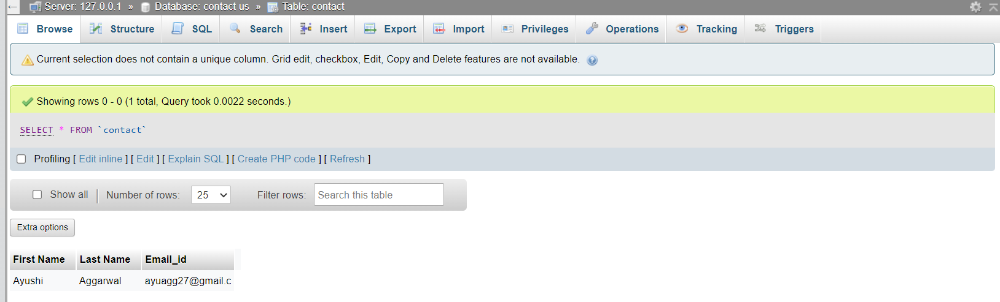 ← Server: 127.0.0.1 » Database: contact us » Table: contact
Browse Structure SQL Search Insert Export Import Privileges Operations Tracking Triggers
Current selection does not contain a unique column. Grid edit, checkbox, Edit, Copy and Delete features are not available.
Showing rows 0 - 0 (1 total, Query took 0.0022 seconds.)
SELECT * FROM `contact`
Profiling [ Edit inline ] [ Edit ] [ Explain SQL ] [ Create PHP code ] [ Refresh ]
Show all | Number of rows: 25 Filter rows: Search this table
Extra options
First Name Last Name Email_id
Ayushi Aggarwal ayuagg27@gmail.c